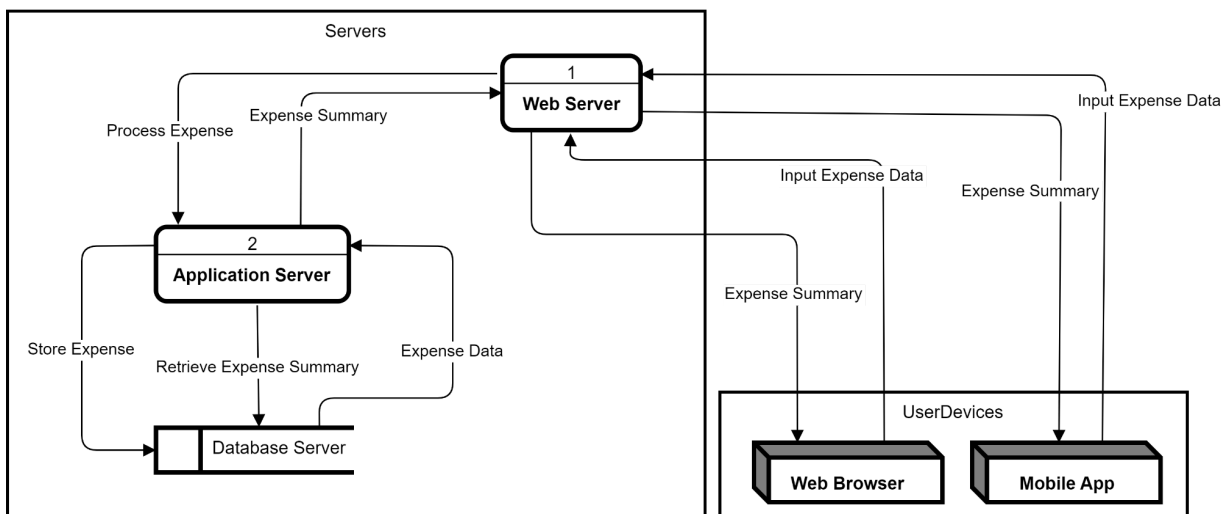 Servers
1
Web Server
Input Expense Data
Expense Summary
Process Expense
Input Expense Data
Expense Summary
2
Application Server
Expense Summary
Store Expense
Expense Data
Retrieve Expense Summary
UserDevices
Database Server
Web Browser
Mobile App